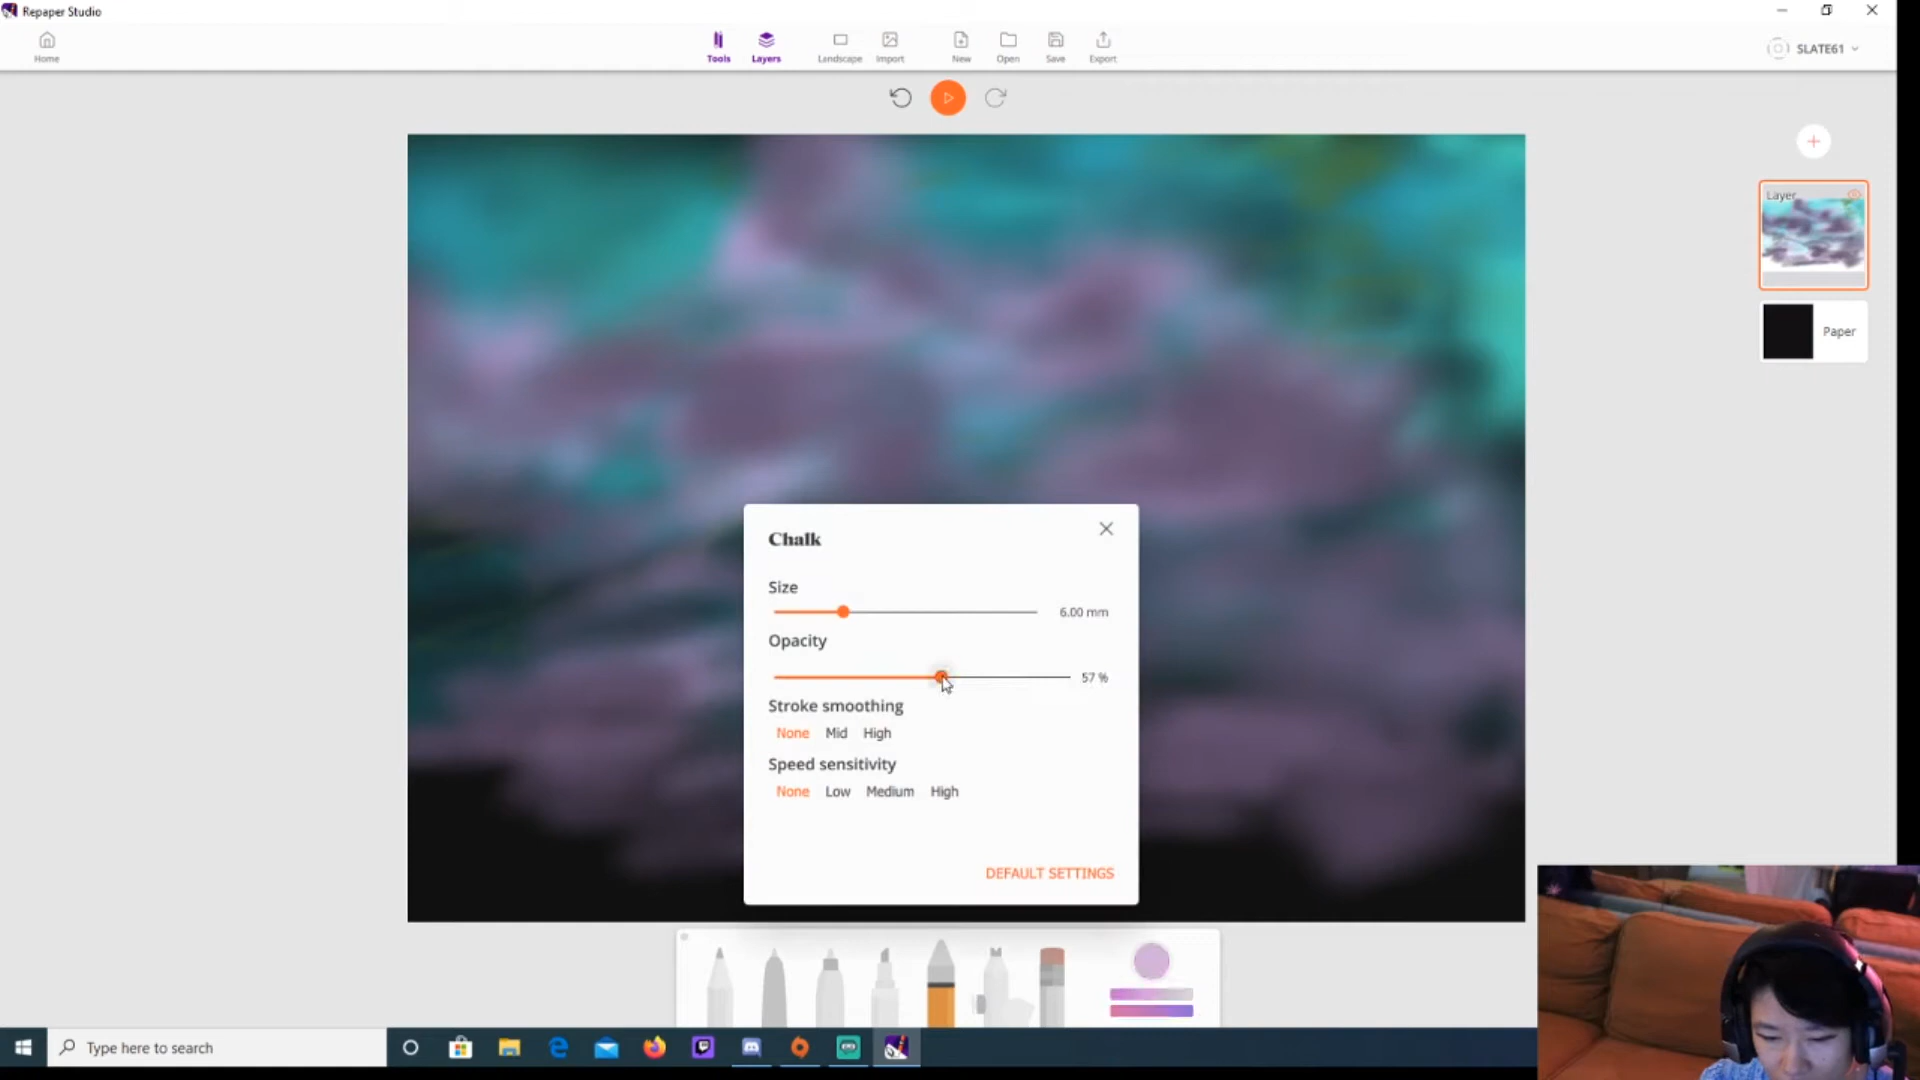 Repaper Studio
Home
Tools
Layers
Landscape
Import
New
Open
Save
Export
SLATE61
Layer
Paper
Chalk
Size
6.00 mm
Opacity
57 %
Stroke smoothing
None Mid High
Speed sensitivity
None Low Medium High
DEFAULT SETTINGS
Type here to search